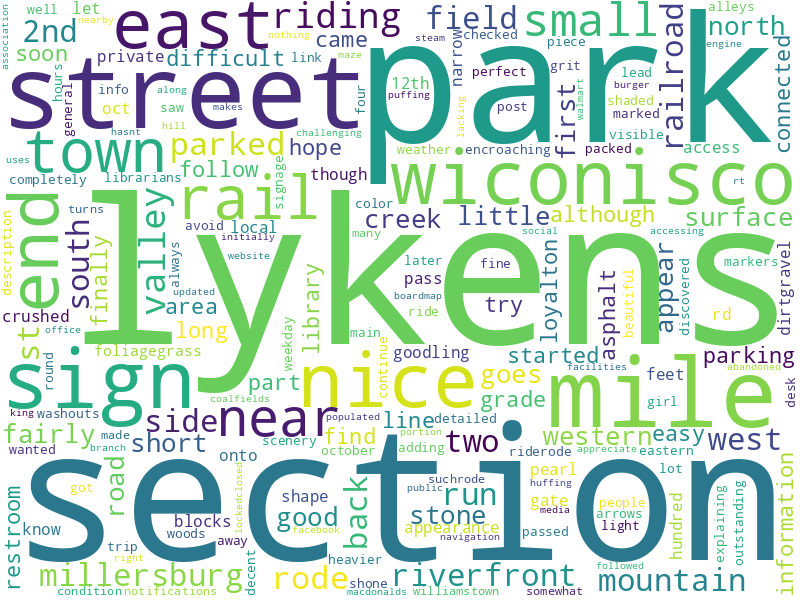 association
well
let
alleys
nearby
nothing
steam
2nd
east
riding
field
small
north
soon
hours
private
difficult
came
link
maze
checked
piece
engine
street
park
railroad
narrow
12th
puffing
perfect
grit
lead
burger
walmart
connected
general
info
oct
along
saw
four
post
shaded
marked
makes
lacking
first
visible
town
hasnt
hill
parked
hope
challenging
weather
encroaching
packed
access
uses
librarians
follow
signage
though
wiconisco
completely
rail
color
creek
little
although
surface
rt
end
valley
turns
avoid
local
many
initially
social
accessing
south
always
website
later
pass
fine
markers
description
finally
updated
area
library
boardmap
ride
try
loyalton
appear
discovered
beautiful
rd
dirtgravel
lykens
crushed
st
office
long
weekday
main
asphalt
foliagegrass
part
continue
goodling
started
parking
round
coalfields
goes
facilities
feet
abandoned
sign
nice
grade
mile
girl
desk
king
washouts
near
populated
line
detailed
wanted
made
side
scenery
portion
adding
appreciate
fairly
branch
short
october
find
two
western
easy
west
road
onto
back
riderode
eastern
lot
got
lockedclosed
shape
suchrode
pearl
huffing
gate
information
restroom
know
blocks
good
public
run
stone
media
people
arrows
hundred
explaining
outstanding
woods
away
facebook
appearance
navigation
passed
light
section
trip
right
decent
heavier
followed
millersburg
rode
shone
riverfront
mountain
condition
notifications
macdonalds
williamstown
somewhat